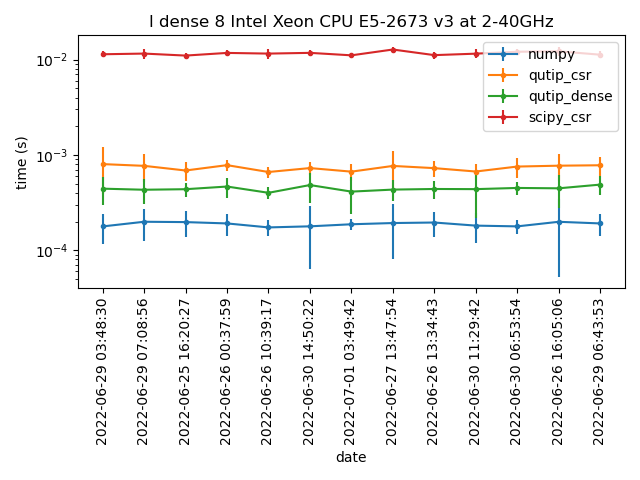 I dense 8 Intel Xeon CPU E5-2673 v3 at 2-40GHz
time (s)
10⁻²
10⁻³
10⁻⁴
numpy
qutip_csr
qutip_dense
scipy_csr
2022-06-29 03:48:30
2022-06-29 07:08:56
2022-06-25 16:20:27
2022-06-26 00:37:59
2022-06-26 10:39:17
2022-06-30 14:50:22
2022-07-01 03:49:42
2022-06-27 13:47:54
2022-06-26 13:34:43
2022-06-30 11:29:42
2022-06-30 06:53:54
2022-06-26 16:05:06
2022-06-29 06:43:53
date